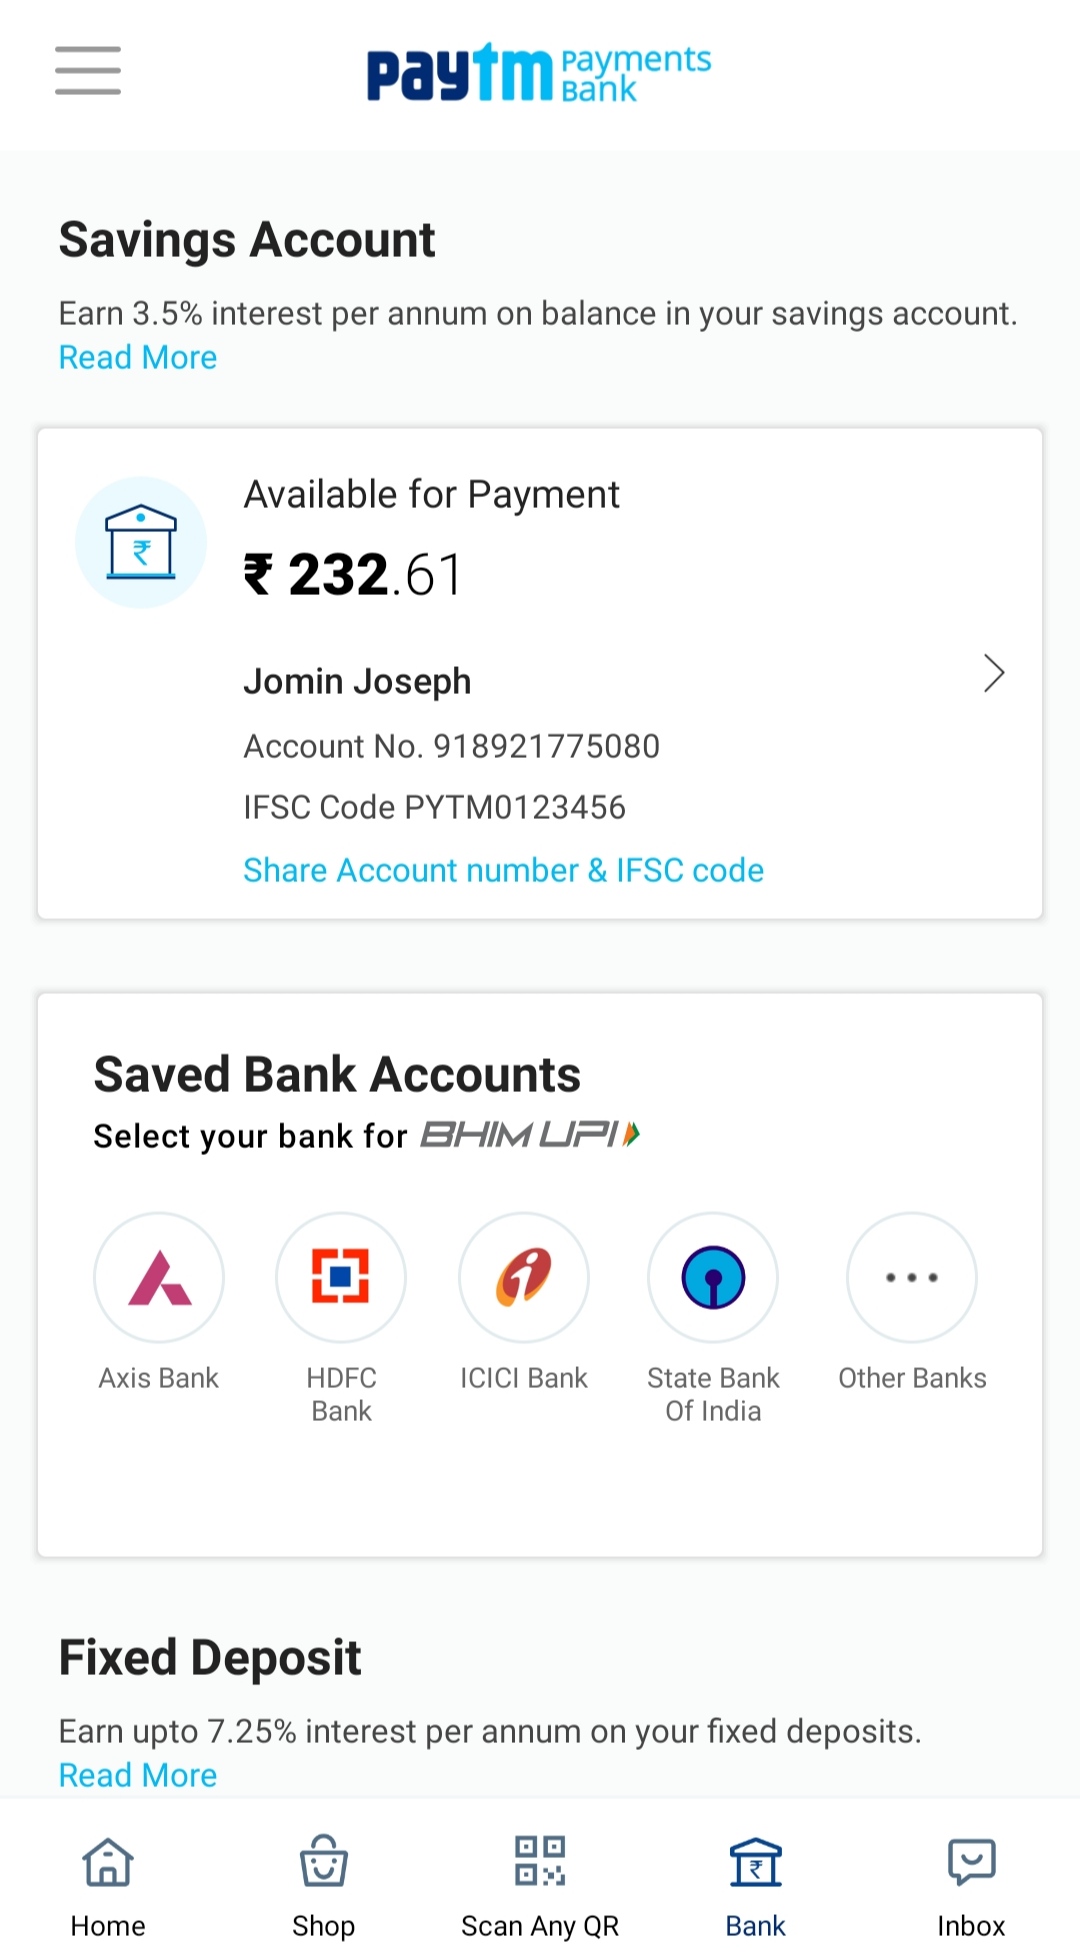 paytm Payments Bank
Savings Account
Earn 3.5% interest per annum on balance in your savings account.
Read More
Available for Payment
₹ 232.61
Jomin Joseph
Account No. 918921775080
IFSC Code PYTM0123456
Share Account number & IFSC code
Saved Bank Accounts
Select your bank for BHIM UPI
Axis Bank
HDFC Bank
ICICI Bank
State Bank Of India
Other Banks
Fixed Deposit
Earn upto 7.25% interest per annum on your fixed deposits.
Read More
Home
Shop
Scan Any QR
Bank
Inbox